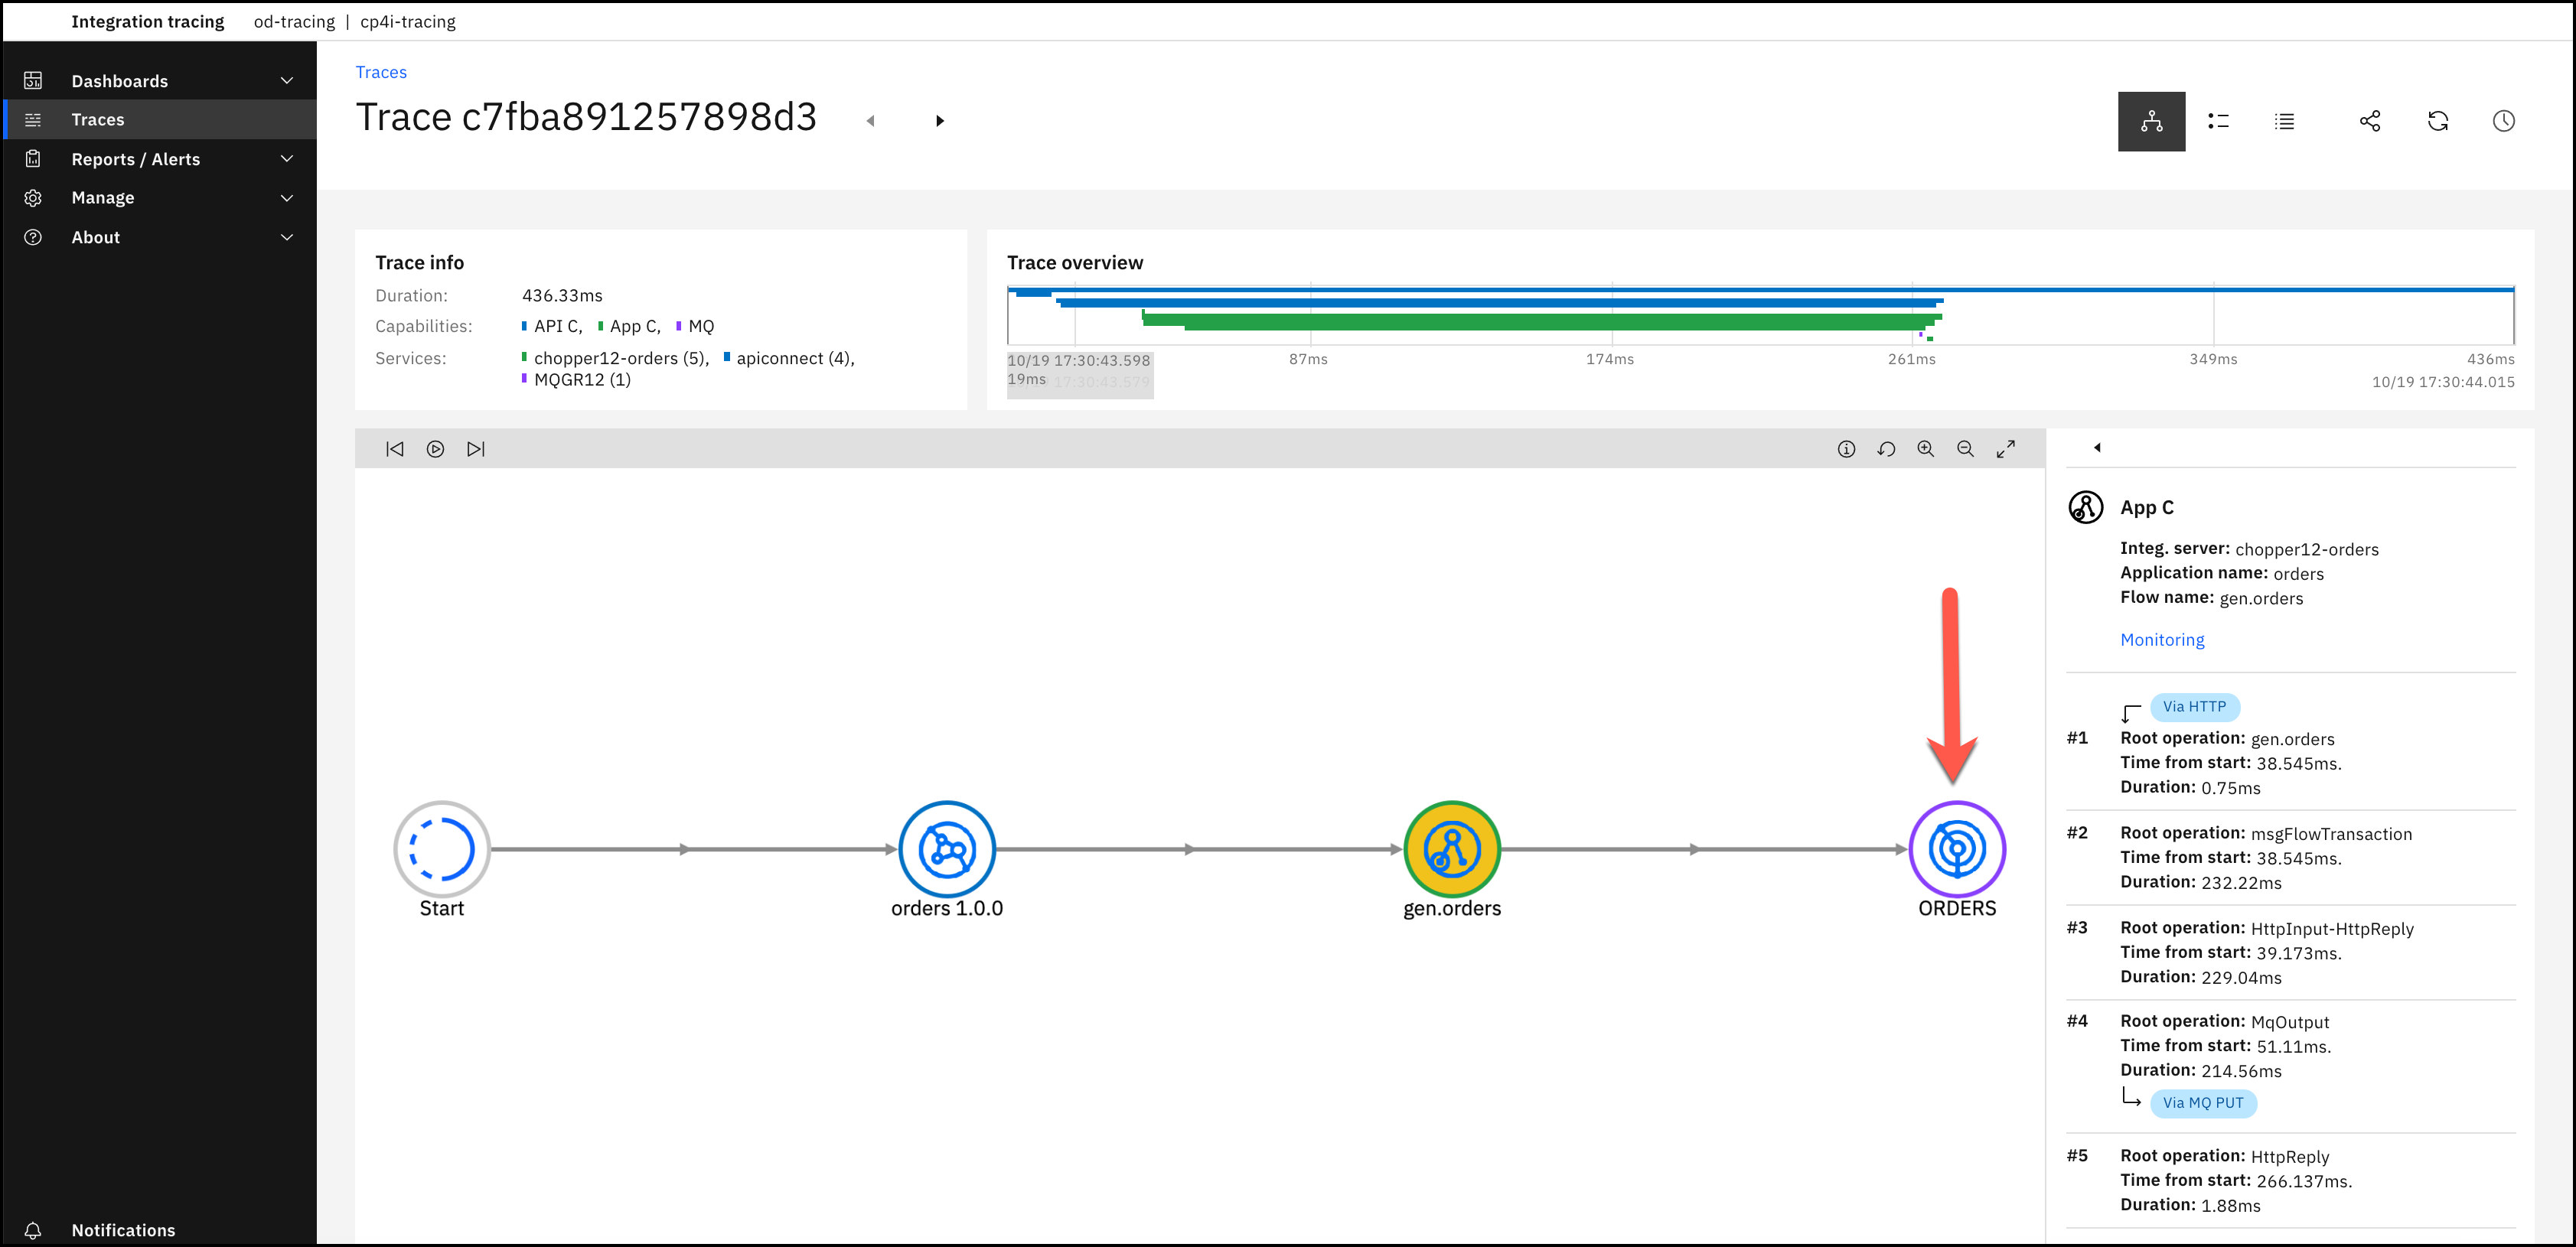 Integration tracing od-tracing | cp4i-tracing
Dashboards
Traces
Reports / Alerts
Manage
About
Notifications
Traces
Trace c7fba891257898d3
Trace info
Duration: 436.33ms
Capabilities: API C, App C, MQ
Services: chopper12-orders (5), apiconnect (4),
MQGR12 (1)
Trace overview
10/19 17:30:43.598 87ms 174ms 261ms 349ms 436ms
19ms 17:30:43.579 10/19 17:30:44.015
Start
orders 1.0.0
gen.orders
ORDERS
App C
Integ. server: chopper12-orders
Application name: orders
Flow name: gen.orders
Monitoring
Via HTTP
#1 Root operation: gen.orders
Time from start: 38.545ms.
Duration: 0.75ms
#2 Root operation: msgFlowTransaction
Time from start: 38.545ms.
Duration: 232.22ms
#3 Root operation: HttpInput-HttpReply
Time from start: 39.173ms.
Duration: 229.04ms
#4 Root operation: MqOutput
Time from start: 51.11ms.
Duration: 214.56ms
Via MQ PUT
#5 Root operation: HttpReply
Time from start: 266.137ms.
Duration: 1.88ms